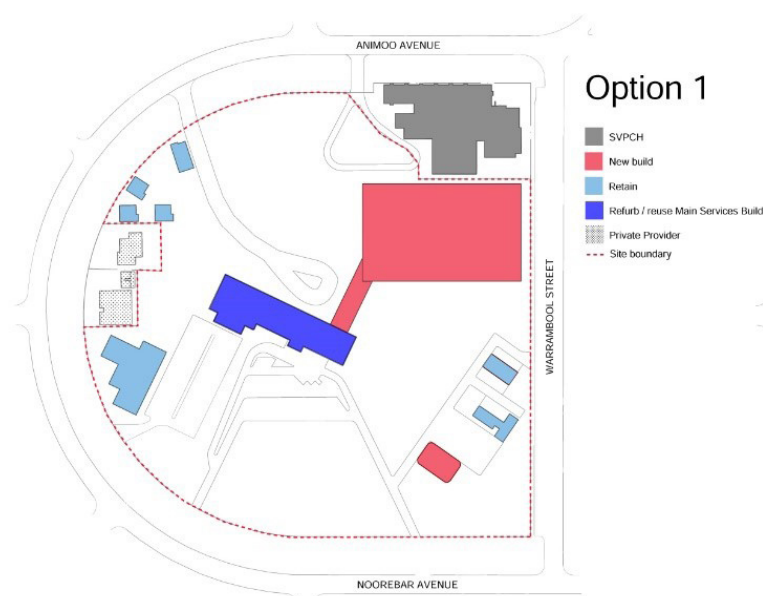 ANIMOO AVENUE
Option 1
SVPCH
New build
Retain
Refurb / reuse Main Services Build
Private Provider
Site boundary
WARRAMBOOL STREET
NOOREBAR AVENUE